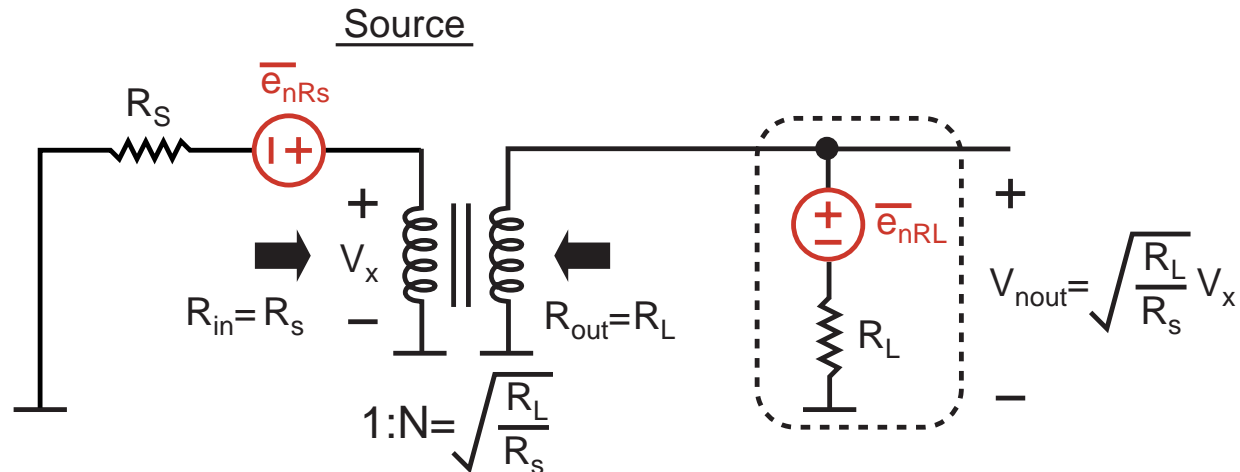 Source
e_nRs
R_S
+
V_x
−
R_in=R_s
R_out=R_L
1:N=√(R_L/R_s)
e_nRL
R_L
+
V_nout=√(R_L/R_s) V_x
−